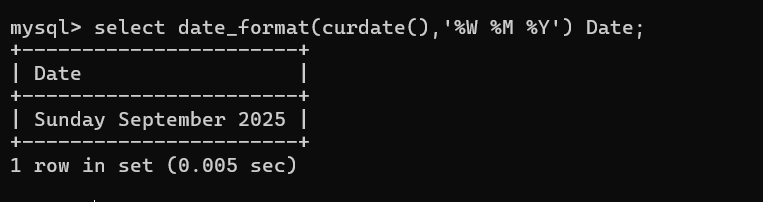 mysql> select date_format(curdate(),'%W %M %Y') Date;
+-----------------------+
| Date                  |
+-----------------------+
| Sunday September 2025 |
+-----------------------+
1 row in set (0.005 sec)